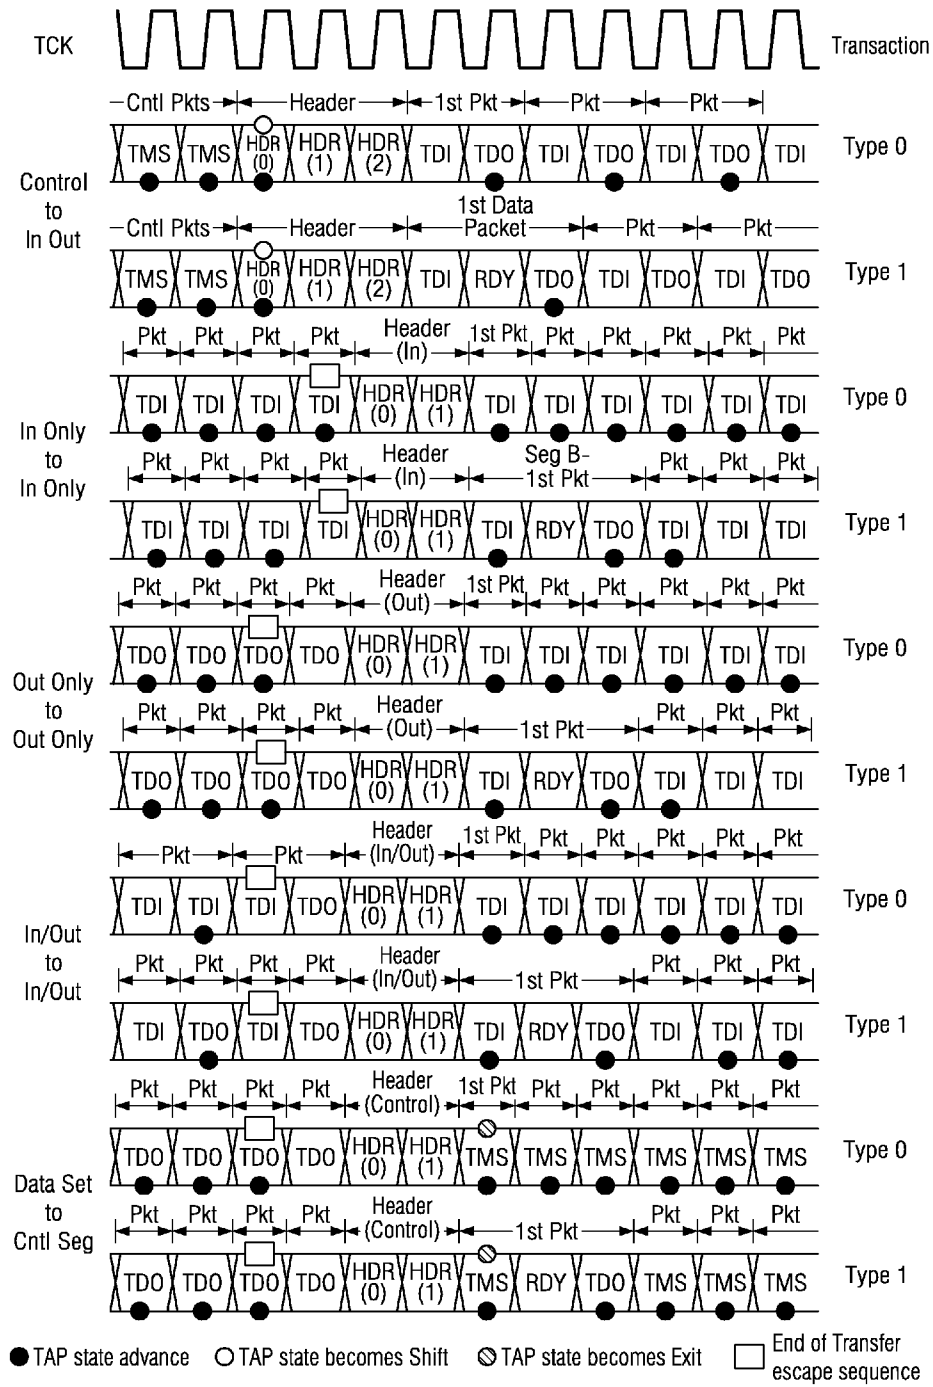 TCK Transaction
Cntl Pkts Header 1st Pkt Pkt Pkt
TMS TMS HDR (0) HDR (1) HDR (2) TDI TDO TDI TDO TDI TDO TDI Type 0
Control
to
In Out
1st Data
Cntl Pkts Header Packet Pkt Pkt
TMS TMS HDR (0) HDR (1) HDR (2) TDI RDY TDO TDI TDO TDI TDO Type 1
Pkt Pkt Pkt Pkt Header (In) 1st Pkt Pkt Pkt Pkt Pkt Pkt
TDI TDI TDI TDI HDR (0) HDR (1) TDI TDI TDI TDI TDI TDI Type 0
In Only
to
In Only
Pkt Pkt Pkt Pkt Header (In) Seg B- 1st Pkt Pkt Pkt Pkt
TDI TDI TDI TDI HDR (0) HDR (1) TDI RDY TDO TDI TDI TDI Type 1
Pkt Pkt Pkt Pkt Header (Out) 1st Pkt Pkt Pkt Pkt Pkt Pkt
TDO TDO TDO TDO HDR (0) HDR (1) TDI TDI TDI TDI TDI TDI Type 0
Out Only
to
Out Only
Pkt Pkt Pkt Pkt Header (Out) 1st Pkt Pkt Pkt Pkt
TDO TDO TDO TDO HDR (0) HDR (1) TDI RDY TDO TDI TDI TDI Type 1
Pkt Pkt Header (In/Out) 1st Pkt Pkt Pkt Pkt Pkt Pkt
TDI TDI TDI TDO HDR (0) HDR (1) TDI TDI TDI TDI TDI TDI Type 0
In/Out
to
In/Out
Pkt Pkt Pkt Pkt Header (In/Out) 1st Pkt Pkt Pkt Pkt
TDI TDO TDI TDO HDR (0) HDR (1) TDI RDY TDO TDI TDI TDI Type 1
Pkt Pkt Pkt Pkt Header (Control) 1st Pkt Pkt Pkt Pkt Pkt Pkt
TDO TDO TDO TDO HDR (0) HDR (1) TMS TMS TMS TMS TMS TMS Type 0
Data Set
to
Cntl Seg
Pkt Pkt Pkt Pkt Header (Control) 1st Pkt Pkt Pkt Pkt
TDO TDO TDO TDO HDR (0) HDR (1) TMS RDY TDO TMS TMS TMS Type 1
TAP state advance TAP state becomes Shift TAP state becomes Exit End of Transfer
escape sequence